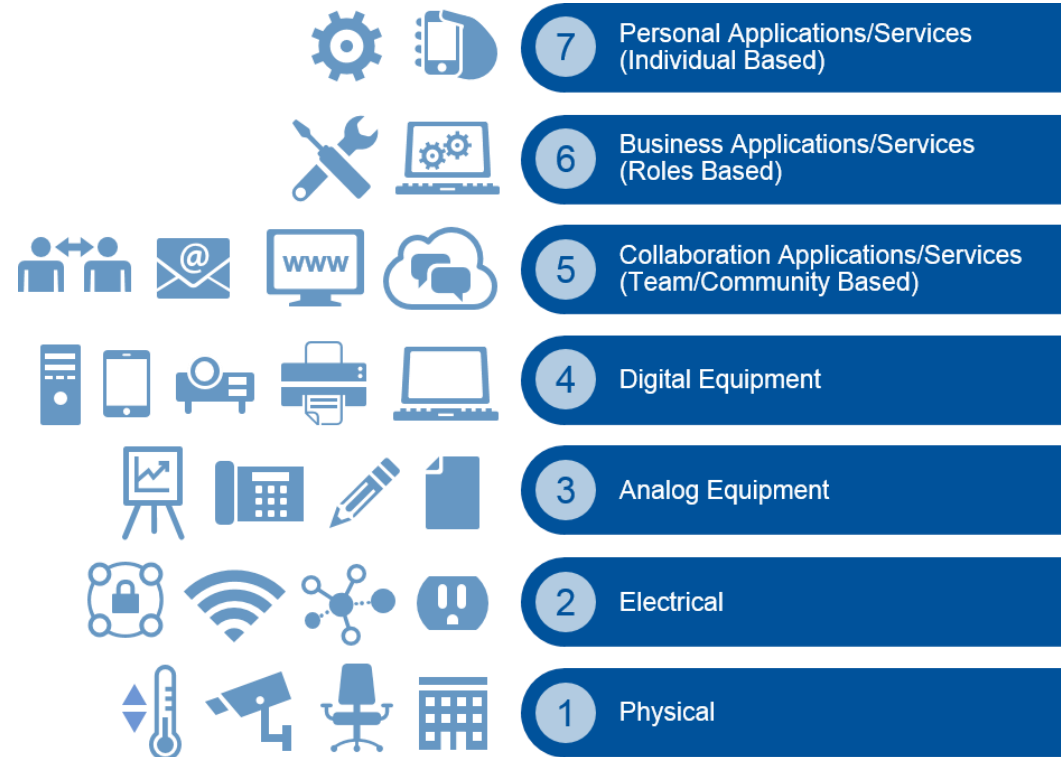 7
Personal Applications/Services
(Individual Based)
6
Business Applications/Services
(Roles Based)
@
www
5
Collaboration Applications/Services
(Team/Community Based)
4
Digital Equipment
3
Analog Equipment
2
Electrical
1
Physical